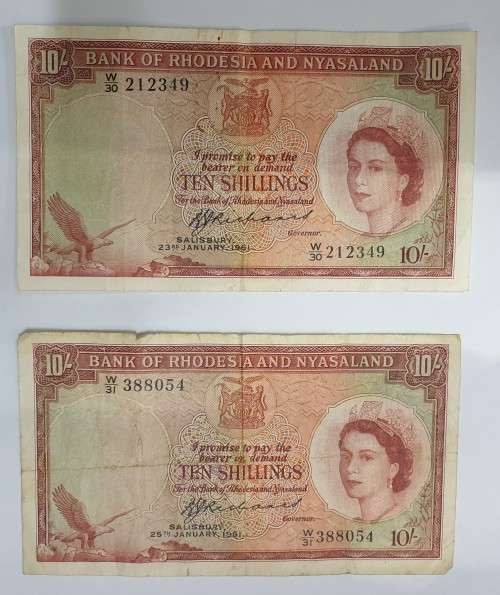 10/- BANK OF RHODESIA AND NYASALAND 10/-
W/30 212349
I promise to pay the
bearer on demand
TEN SHILLINGS
For the Bank of Rhodesia and Nyasaland
SALISBURY, Governor.
23RD JANUARY, 1961.
W/30 212349
10/-
10/- BANK OF RHODESIA AND NYASALAND 10/-
W/31 388054
I promise to pay the
bearer on demand
TEN SHILLINGS
For the Bank of Rhodesia and Nyasaland
SALISBURY, Governor.
25TH JANUARY, 1961.
W/31 388054
10/-